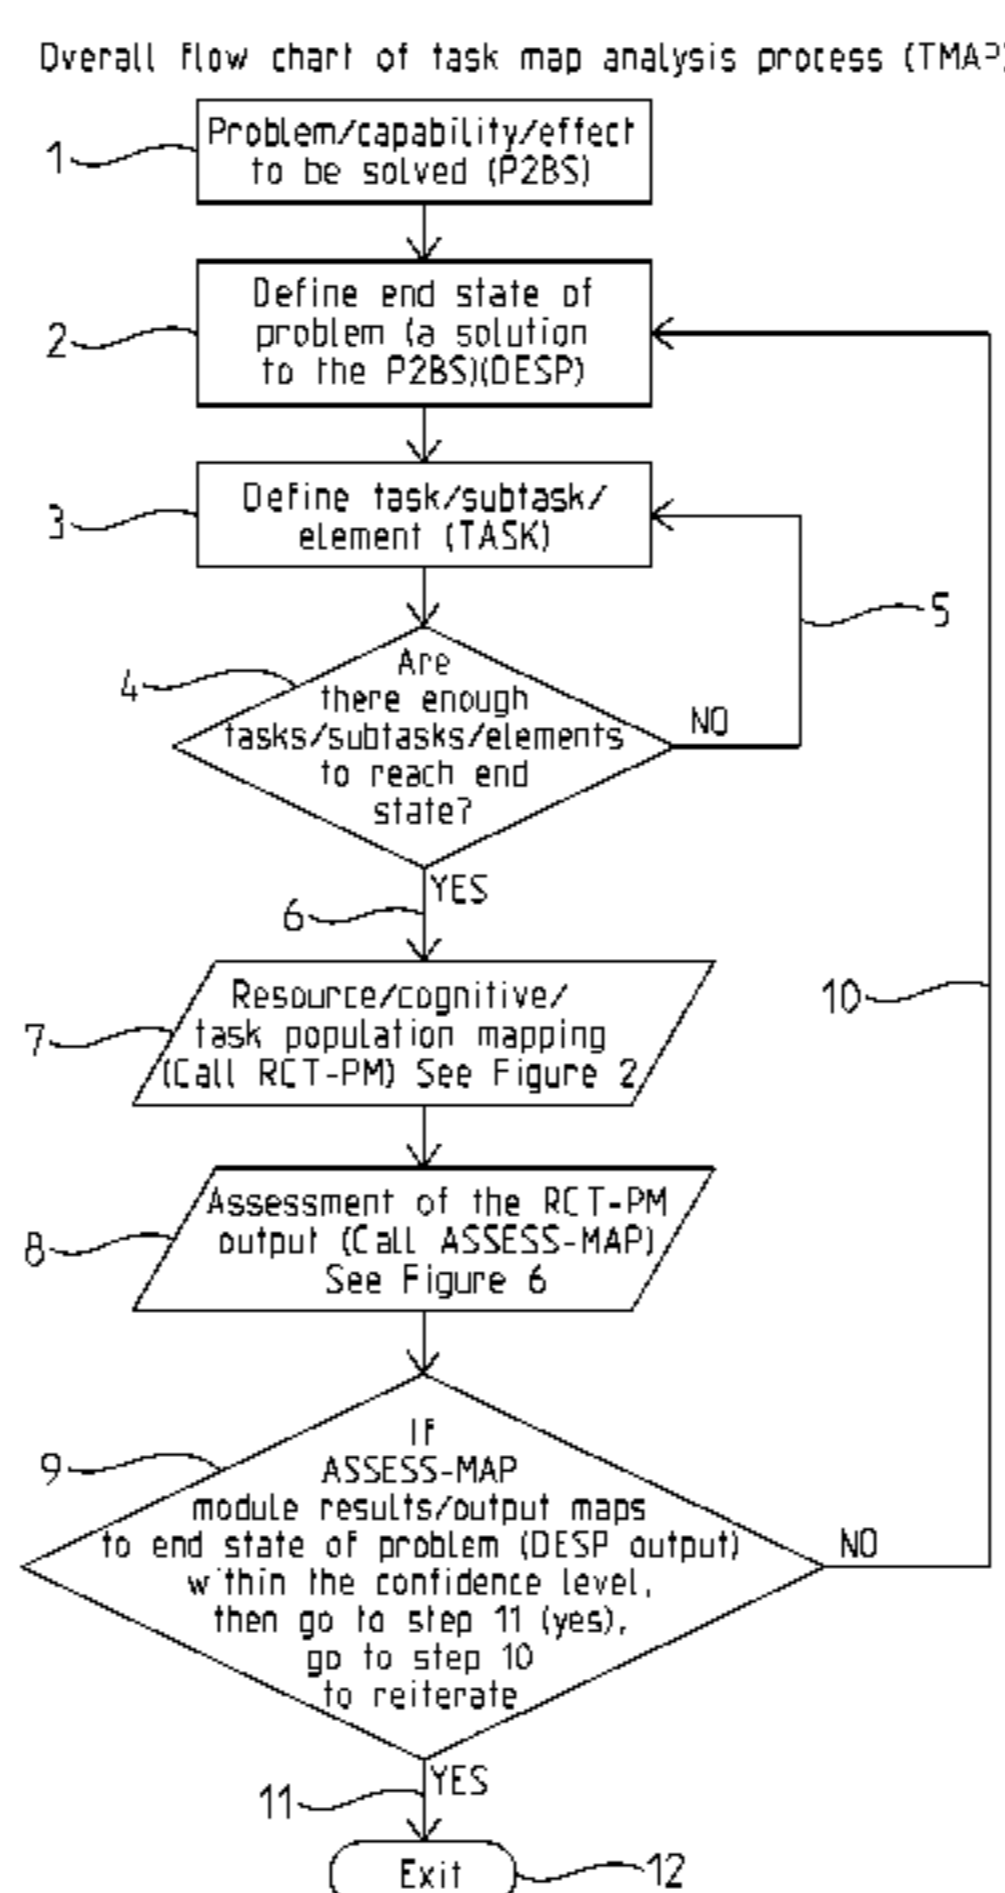 Overall flow chart of task map analysis process (TMAP)
1
Problem/capability/effect
to be solved (P2BS)
2
Define end state of
problem (a solution
to the P2BS)(DESP)
3
Define task/subtask/
element (TASK)
5
4
Are
there enough
tasks/subtasks/elements
to reach end
state?
NO
YES
6
10
7
Resource/cognitive/
task population mapping
(Call RCT-PM) See Figure 2
8
Assessment of the RCT-PM
output (Call ASSESS-MAP)
See Figure 6
9
If
ASSESS-MAP
module results/output maps
to end state of problem (DESP output)
within the confidence level,
then go to step 11 (yes),
go to step 10
to reiterate
NO
YES
11
Exit
12